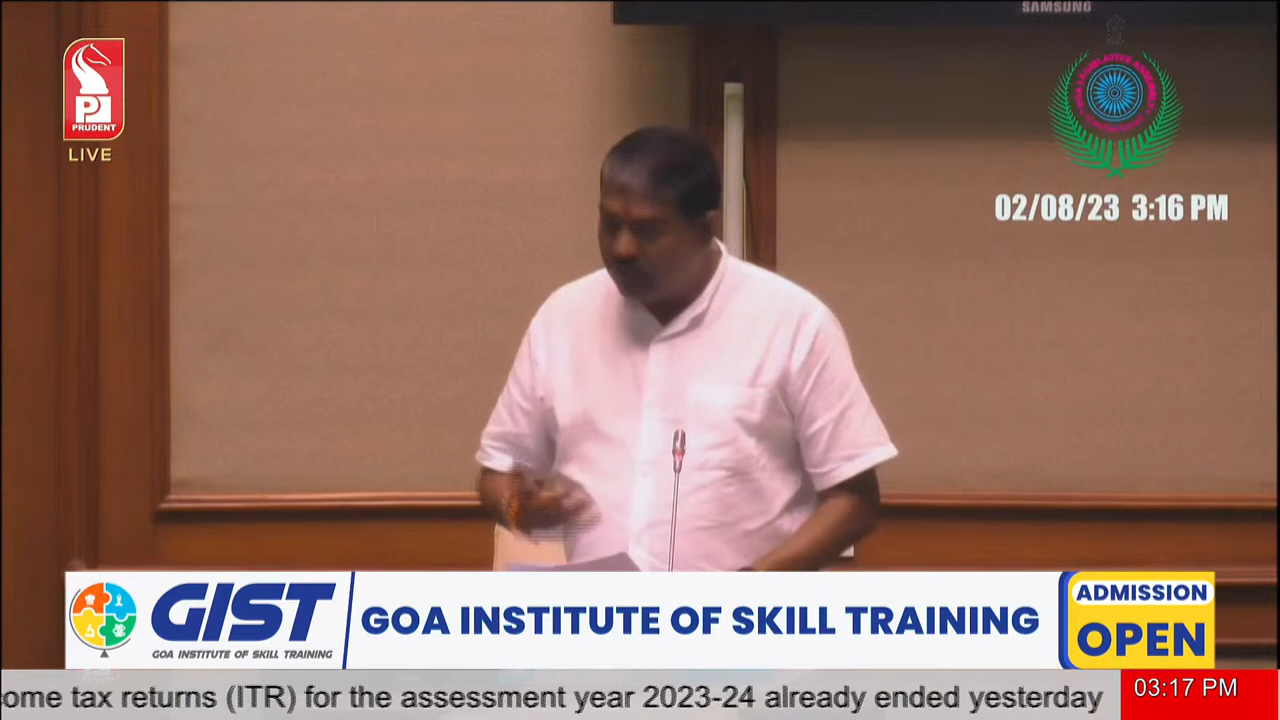 SAMSUNG
PRUDENT
LIVE
02/08/23 3:16 PM
GIST
GOA INSTITUTE OF SKILL TRAINING
GOA INSTITUTE OF SKILL TRAINING
ADMISSION
OPEN
ome tax returns (ITR) for the assessment year 2023-24 already ended yesterday
03:17 PM